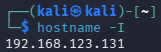 ┌──(kali㉿kali)-[~]
└─$ hostname -I
192.168.123.131